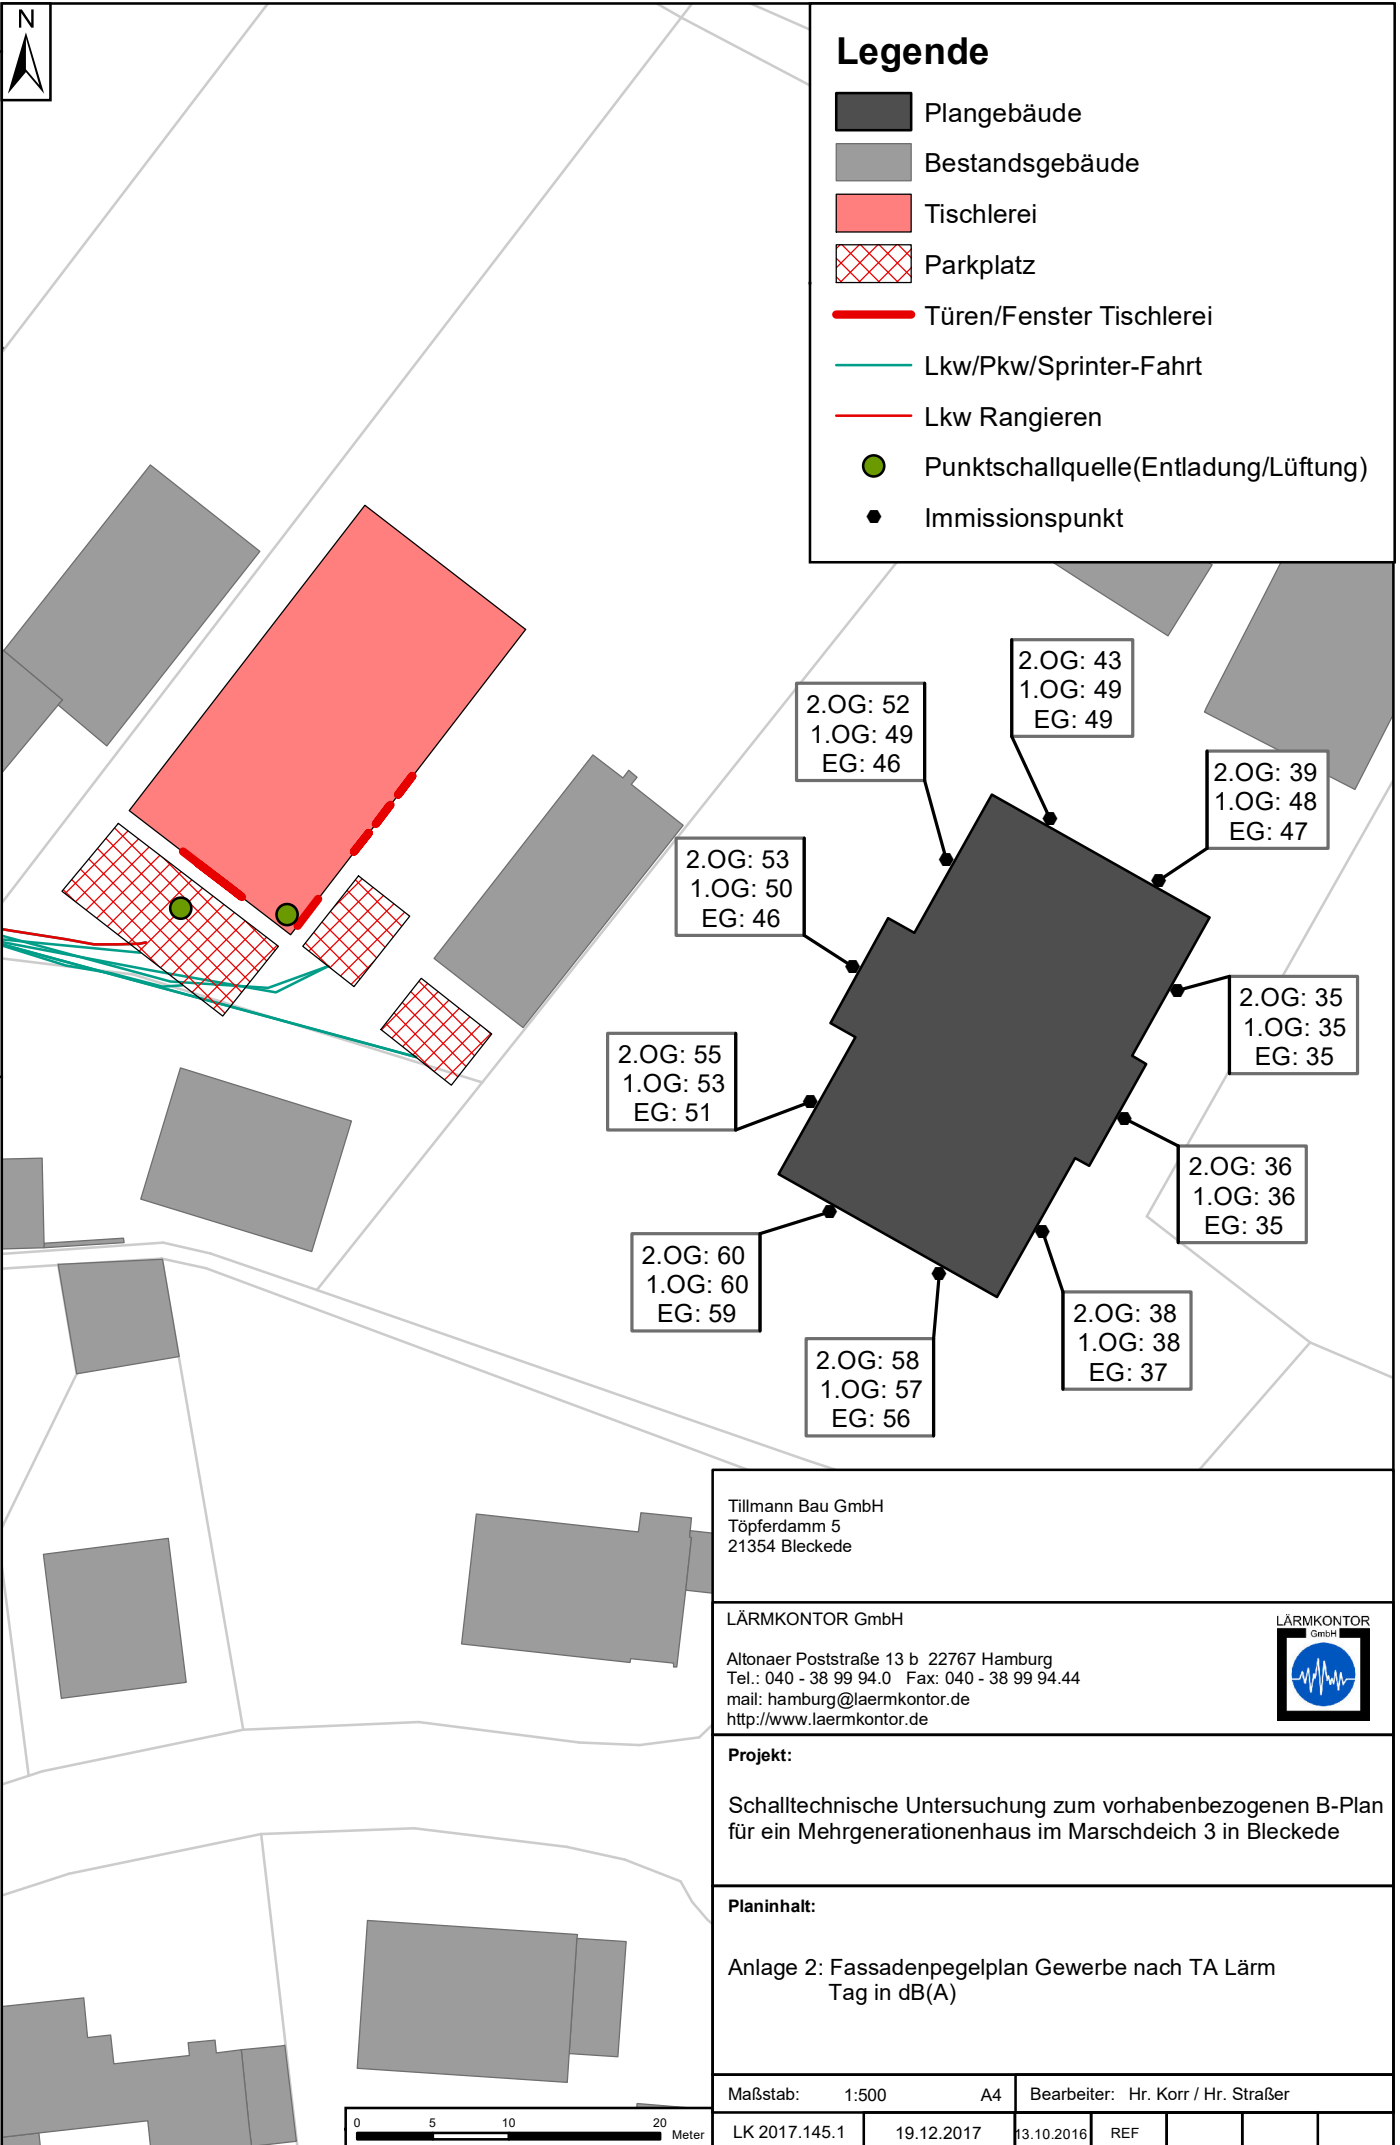 N
Legende
Plangebäude
Bestandsgebäude
Tischlerei
Parkplatz
Türen/Fenster Tischlerei
Lkw/Pkw/Sprinter-Fahrt
Lkw Rangieren
Punktschallquelle(Entladung/Lüftung)
Immissionspunkt
2.OG: 43
1.OG: 49
EG: 49
2.OG: 52
1.OG: 49
EG: 46
2.OG: 39
1.OG: 48
EG: 47
2.OG: 53
1.OG: 50
EG: 46
2.OG: 35
1.OG: 35
EG: 35
2.OG: 55
1.OG: 53
EG: 51
2.OG: 36
1.OG: 36
EG: 35
2.OG: 60
1.OG: 60
EG: 59
2.OG: 38
1.OG: 38
EG: 37
2.OG: 58
1.OG: 57
EG: 56
Tillmann Bau GmbH
Töpferdamm 5
21354 Bleckede
LÄRMKONTOR GmbH
Altonaer Poststraße 13 b 22767 Hamburg
Tel.: 040 - 38 99 94.0 Fax: 040 - 38 99 94.44
mail: hamburg@laermkontor.de
http://www.laermkontor.de
LÄRMKONTOR
GmbH
Projekt:
Schalltechnische Untersuchung zum vorhabenbezogenen B-Plan
für ein Mehrgenerationenhaus im Marschdeich 3 in Bleckede
Planinhalt:
Anlage 2: Fassadenpegelplan Gewerbe nach TA Lärm
Tag in dB(A)
Maßstab: 1:500 A4
Bearbeiter: Hr. Korr / Hr. Straßer
0 5 10 20 Meter
LK 2017.145.1 19.12.2017 13.10.2016 REF